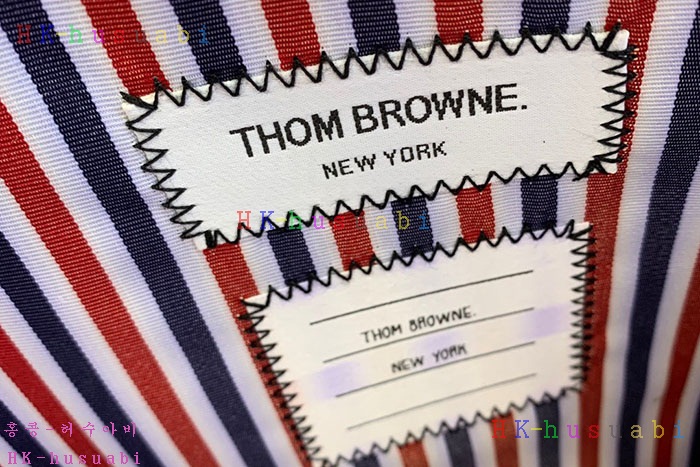 HK-husuabi
THOM BROWNE.
NEW YORK
HK-husuabi
THOM BROWNE.
NEW YORK
홍콩-허수아비
HK-husuabi
HK-husuabi